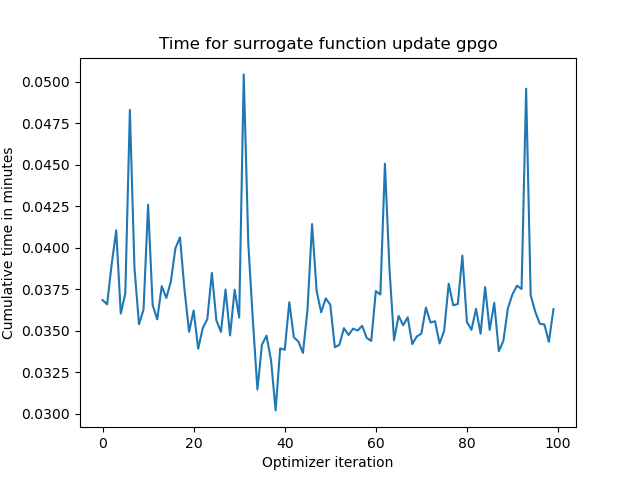 Time for surrogate function update gpgo
Cumulative time in minutes
0.0500
0.0475
0.0450
0.0425
0.0400
0.0375
0.0350
0.0325
0.0300
0 20 40 60 80 100
Optimizer iteration